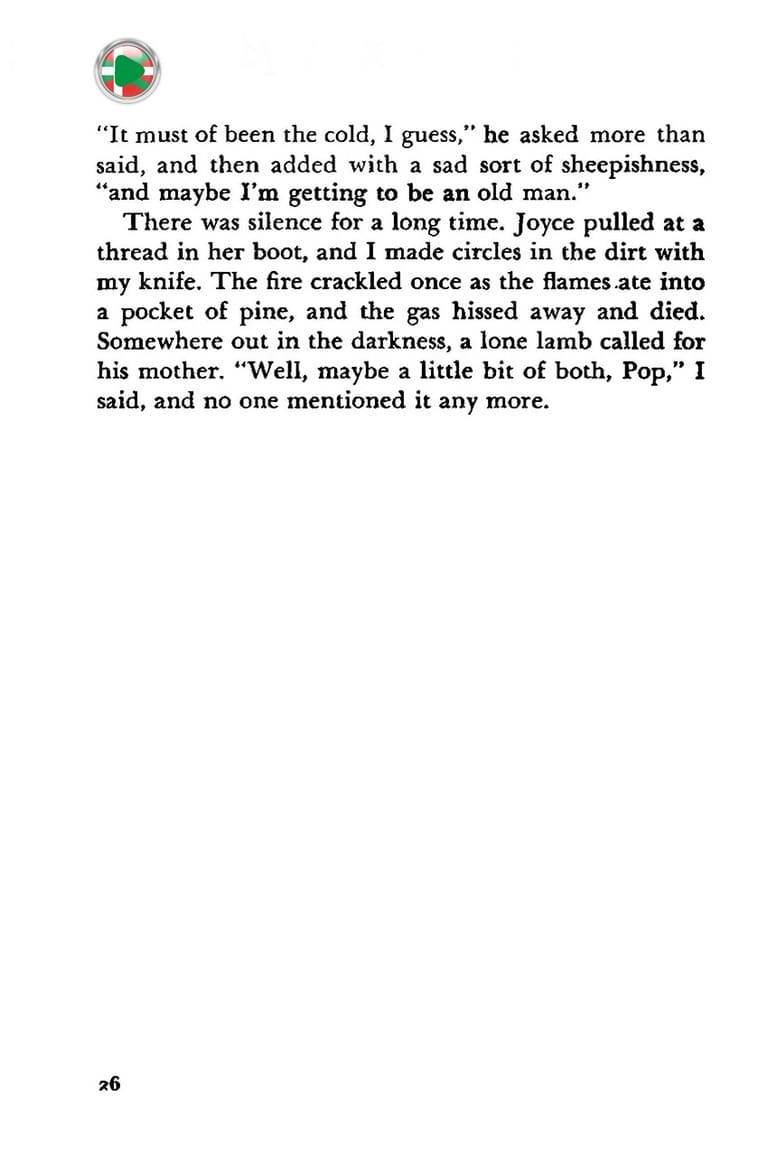 “It must of been the cold, I guess,” he asked more than
said, and then added with a sad sort of sheepishness,
“and maybe I’m getting to be an old man.”
There was silence for a long time. Joyce pulled at a
thread in her boot, and I made circles in the dirt with
my knife. The fire crackled once as the flames .ate into
a pocket of pine, and the gas hissed away and died.
Somewhere out in the darkness, a lone lamb called for
his mother. “Well, maybe a little bit of both, Pop,” I
said, and no one mentioned it any more.
26